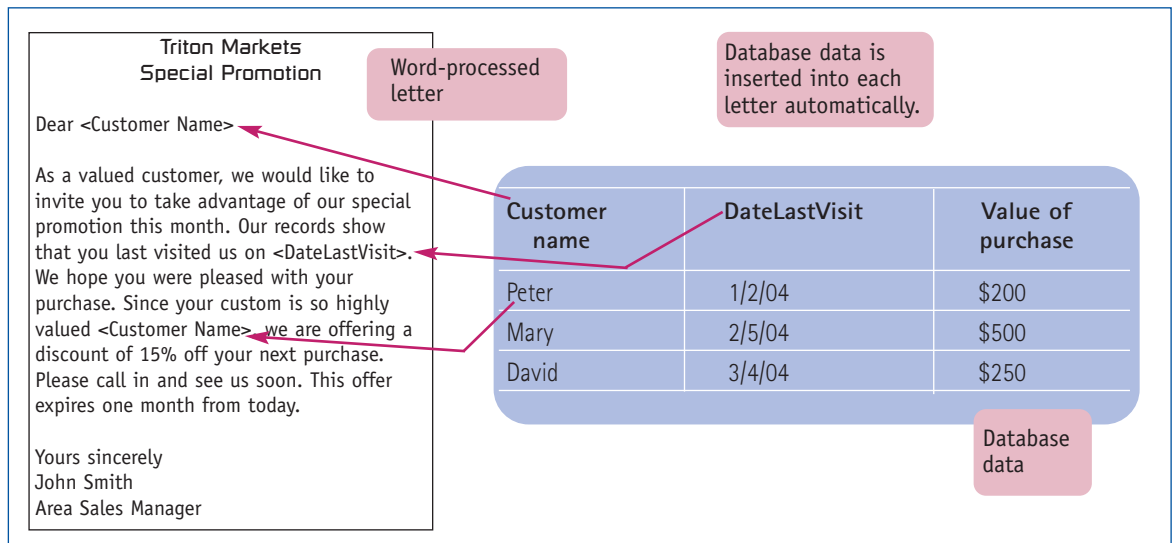 Triton Markets
Special Promotion
Dear <Customer Name>
As a valued customer, we would like to
invite you to take advantage of our special
promotion this month. Our records show
that you last visited us on <DateLastVisit>.
We hope you were pleased with your
purchase. Since your custom is so highly
valued <Customer Name>, we are offering a
discount of 15% off your next purchase.
Please call in and see us soon. This offer
expires one month from today.
Yours sincerely
John Smith
Area Sales Manager
Word-processed
letter
Database data is
inserted into each
letter automatically.
Customer name DateLastVisit Value of purchase
Peter 1/2/04 $200
Mary 2/5/04 $500
David 3/4/04 $250
Database
data